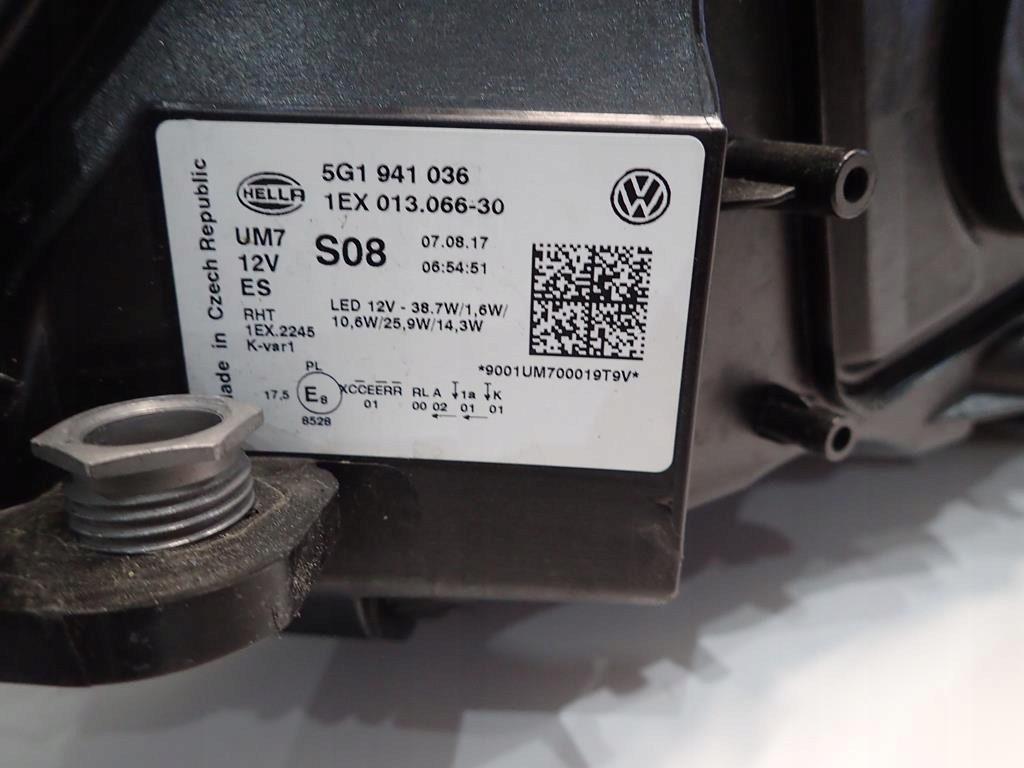 Made in Czech Republic
HELLA
5G1 941 036
1EX 013.066-30
UM7
12V
ES
S08
07.08.17
06:54:51
RHT
1EX.2245
K-var1
LED 12V - 38.7W/1,6W/
10,6W/25,9W/14,3W
*9001UM700019T9V*
PL
17,5 E8 XCCEERR RL A 1a K
01 00 02 01 01
8528